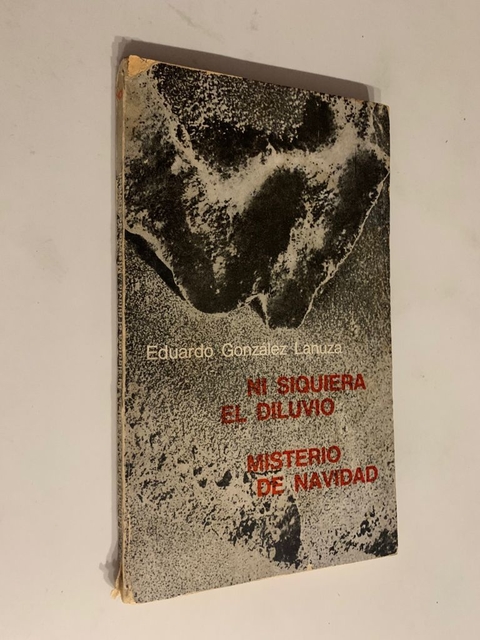 Eduardo González Lanuza
NI SIQUIERA
EL DILUVIO
MISTERIO
DE NAVIDAD